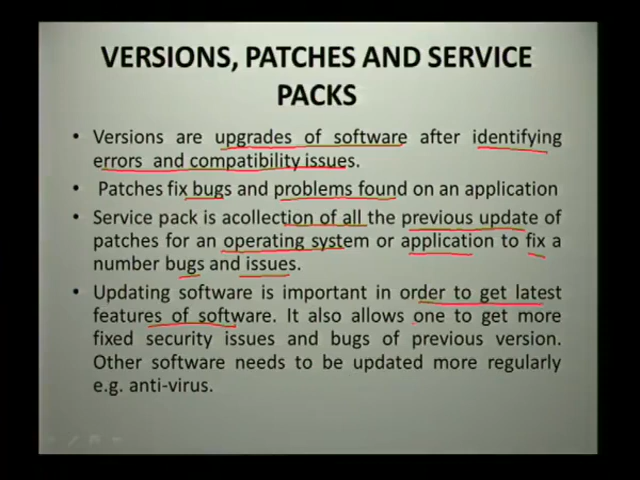 VERSIONS, PATCHES AND SERVICE
PACKS
• Versions are upgrades of software after identifying
errors and compatibility issues.
• Patches fix bugs and problems found on an application
• Service pack is acollection of all the previous update of
patches for an operating system or application to fix a
number bugs and issues.
• Updating software is important in order to get latest
features of software. It also allows one to get more
fixed security issues and bugs of previous version.
Other software needs to be updated more regularly
e.g. anti-virus.